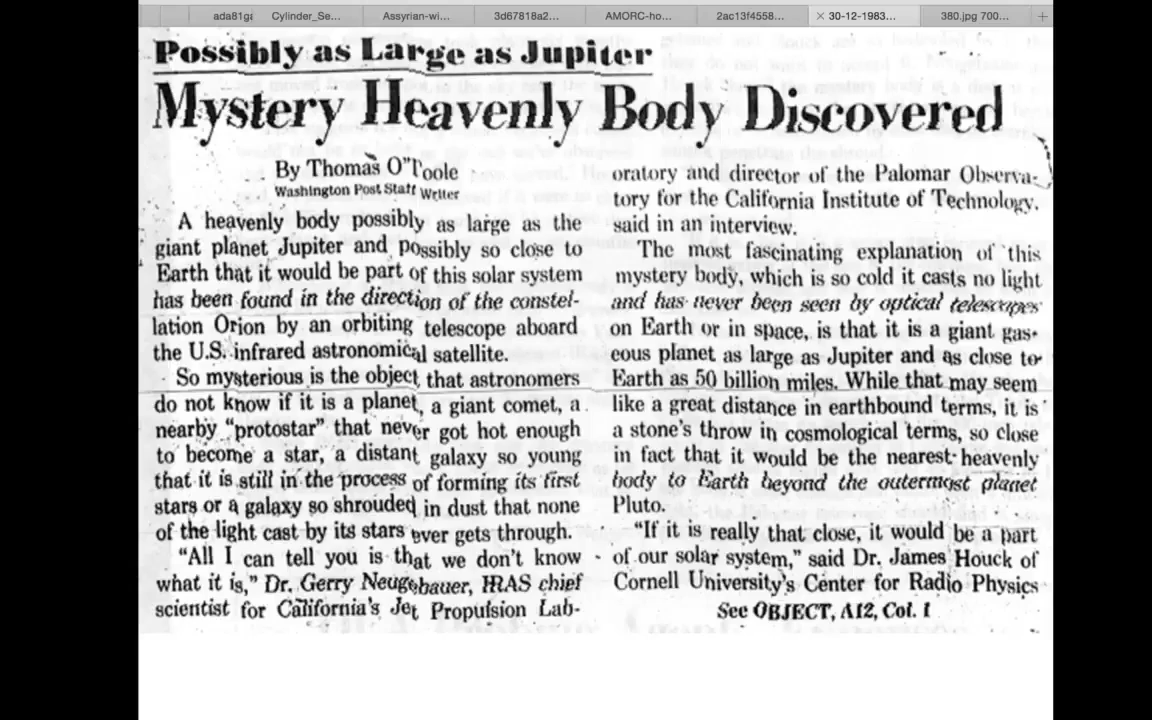 ada81ga
Cylinder_Se...
Assyrian-wi...
3d67818a2...
AMORC-ho...
2ac13f4558...
× 30-12-1983...
380.jpg 700...
+
Possibly as Large as Jupiter
Mystery Heavenly Body Discovered
By Thomas O'Toole
Washington Post Staff Writer
A heavenly body possibly as large as the
giant planet Jupiter and possibly so close to
Earth that it would be part of this solar system
has been found in the direction of the constel-
lation Orion by an orbiting telescope aboard
the U.S. infrared astronomical satellite.
So mysterious is the object that astronomers
do not know if it is a planet, a giant comet, a
nearby "protostar" that never got hot enough
to become a star, a distant galaxy so young
that it is still in the process of forming its first
stars or a galaxy so shrouded in dust that none
of the light cast by its stars ever gets through.
"All I can tell you is that we don't know
what it is," Dr. Gerry Neugebauer, IRAS chief
scientist for California's Jet Propulsion Lab-
oratory and director of the Palomar Observa-
tory for the California Institute of Technology,
said in an interview.
The most fascinating explanation of this
mystery body, which is so cold it casts no light
and has never been seen by optical telescopes
on Earth or in space, is that it is a giant gas-
eous planet as large as Jupiter and as close to
Earth as 50 billion miles. While that may seem
like a great distance in earthbound terms, it is
a stone's throw in cosmological terms, so close
in fact that it would be the nearest heavenly
body to Earth beyond the outermost planet
Pluto.
"If it is really that close, it would be a part
of our solar system," said Dr. James Houck of
Cornell University's Center for Radio Physics
See OBJECT, A12, Col. 1